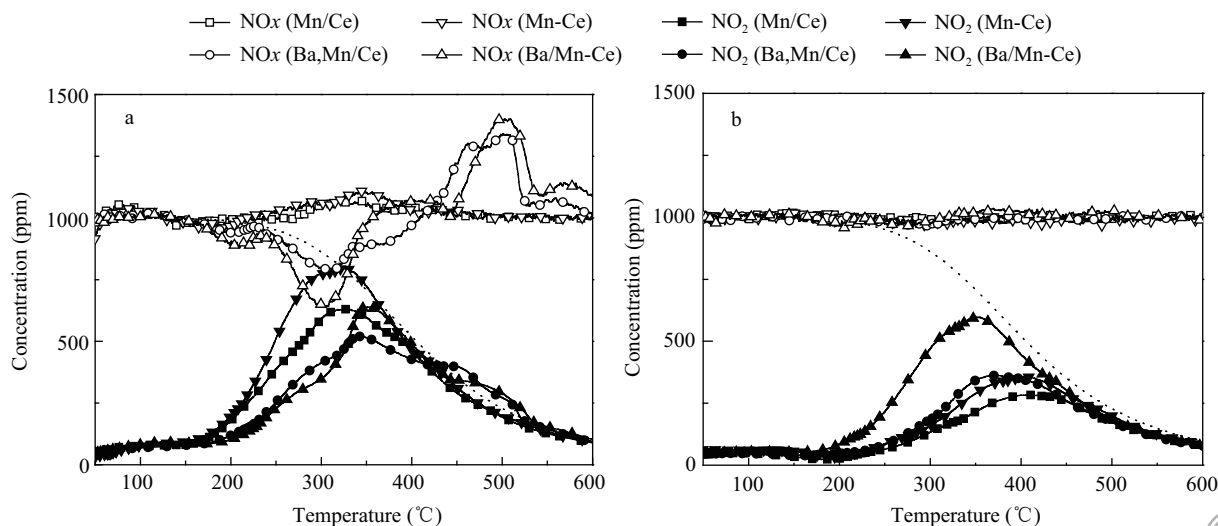 NOx (Mn/Ce) NOx (Mn-Ce) NO₂ (Mn/Ce) NO₂ (Mn-Ce)
NOx (Ba,Mn/Ce) NOx (Ba/Mn-Ce) NO₂ (Ba,Mn/Ce) NO₂ (Ba/Mn-Ce)
a
Concentration (ppm)
1500
1000
500
0
100 200 300 400 500 600
Temperature (℃)
b
Concentration (ppm)
1500
1000
500
0
100 200 300 400 500 600
Temperature (℃)